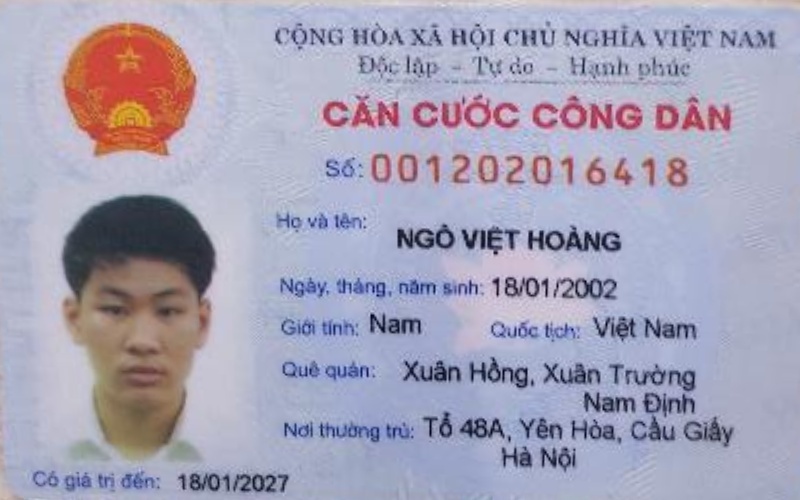 CỘNG HÒA XÃ HỘI CHỦ NGHĨA VIỆT NAM
Độc lập - Tự do - Hạnh phúc
CĂN CƯỚC CÔNG DÂN
Số: 001202016418
Họ và tên: NGÔ VIỆT HOÀNG
Ngày, tháng, năm sinh: 18/01/2002
Giới tính: Nam Quốc tịch: Việt Nam
Quê quán: Xuân Hồng, Xuân Trường
Nam Định
Nơi thường trú: Tổ 48A, Yên Hòa, Cầu Giấy
Hà Nội
Có giá trị đến: 18/01/2027